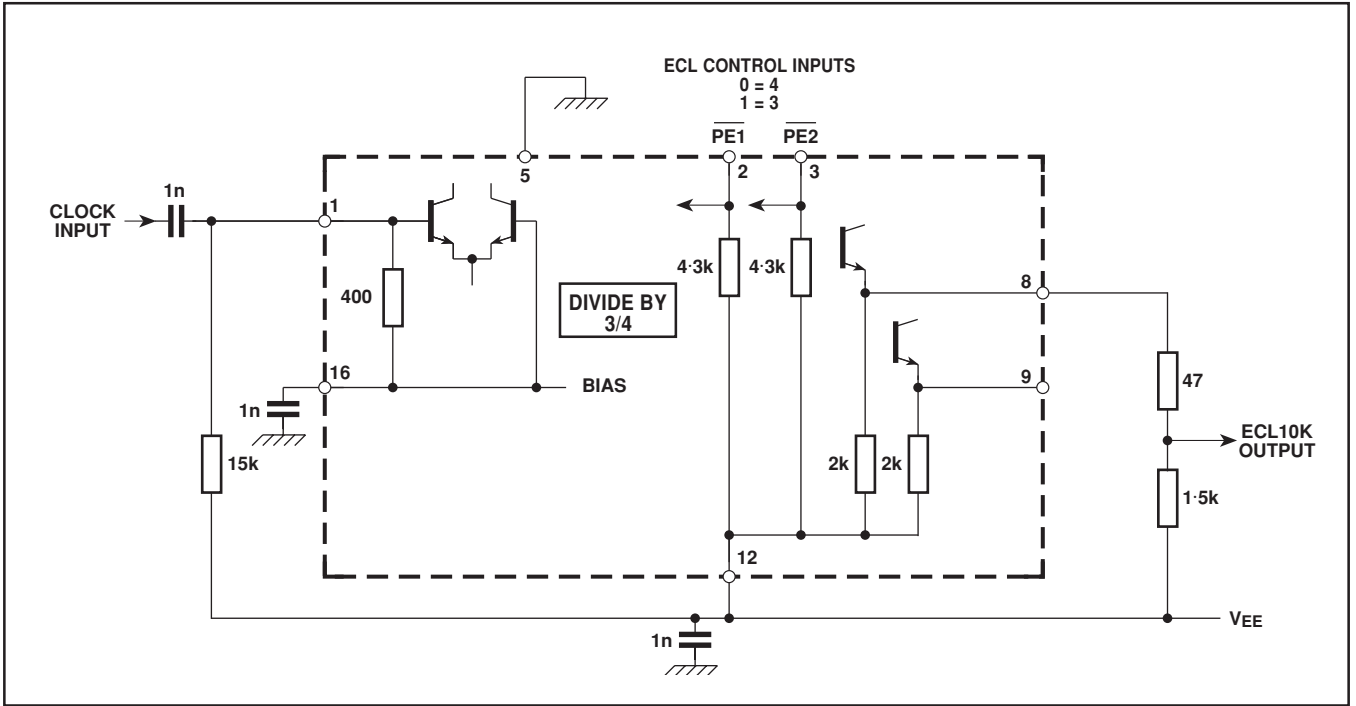 ECL CONTROL INPUTS
0 = 4
1 = 3
PE1
PE2
5
2
3
1n
CLOCK
INPUT
1
4·3k
4·3k
400
DIVIDE BY
3/4
8
16
BIAS
9
47
1n
ECL10K
OUTPUT
15k
2k
2k
1·5k
12
VEE
1n